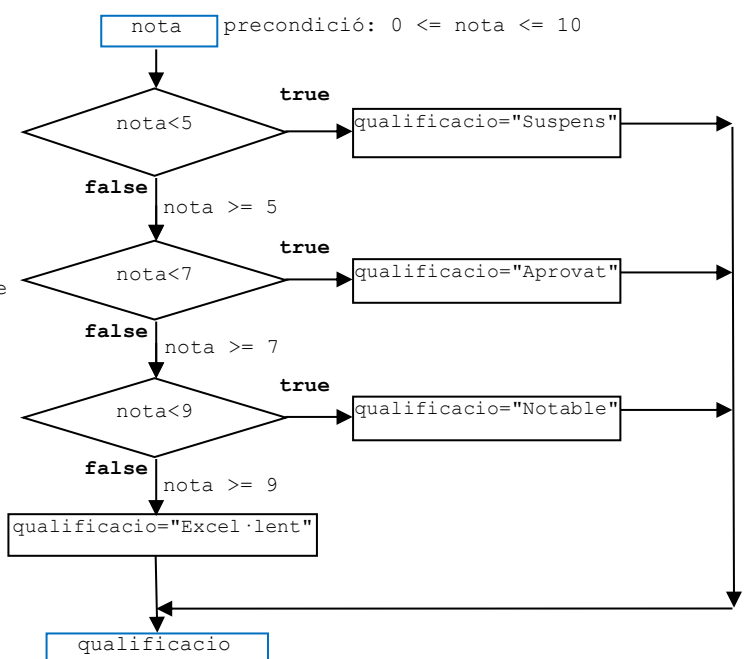 nota precondició: 0 <= nota <= 10
true
nota<5 qualificacio="Suspens"
false
nota >= 5
true
nota<7 qualificacio="Aprovat"
e
false
nota >= 7
true
nota<9 qualificacio="Notable"
false
nota >= 9
qualificacio="Excel·lent"
qualificacio